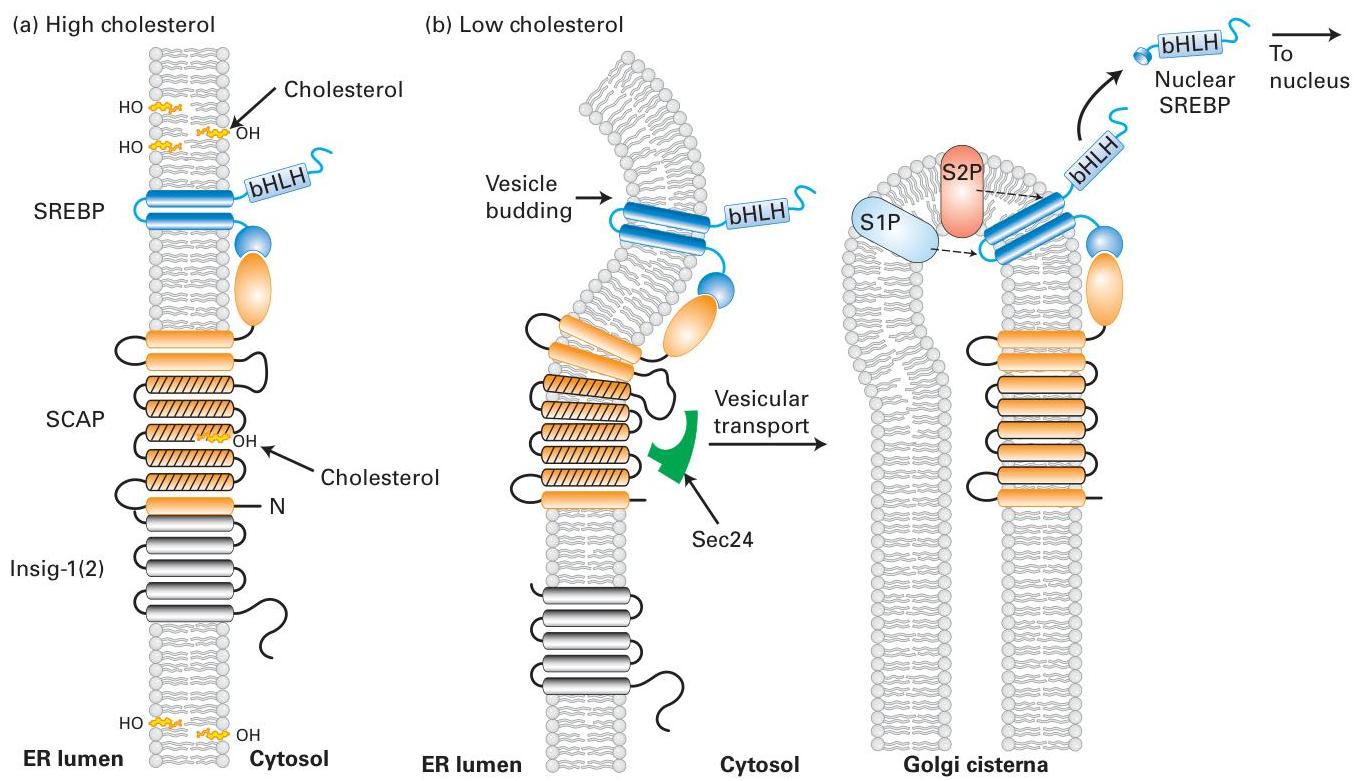 (a) High cholesterol
HO
Cholesterol
OH
HO
bHLH
SREBP
SCAP
OH
Cholesterol
N
Insig-1(2)
HO
OH
ER lumen
Cytosol
(b) Low cholesterol
Vesicle
budding
bHLH
Vesicular
transport
Sec24
ER lumen
Cytosol
S2P
S1P
bHLH
bHLH
Nuclear
SREBP
To
nucleus
Golgi cisterna